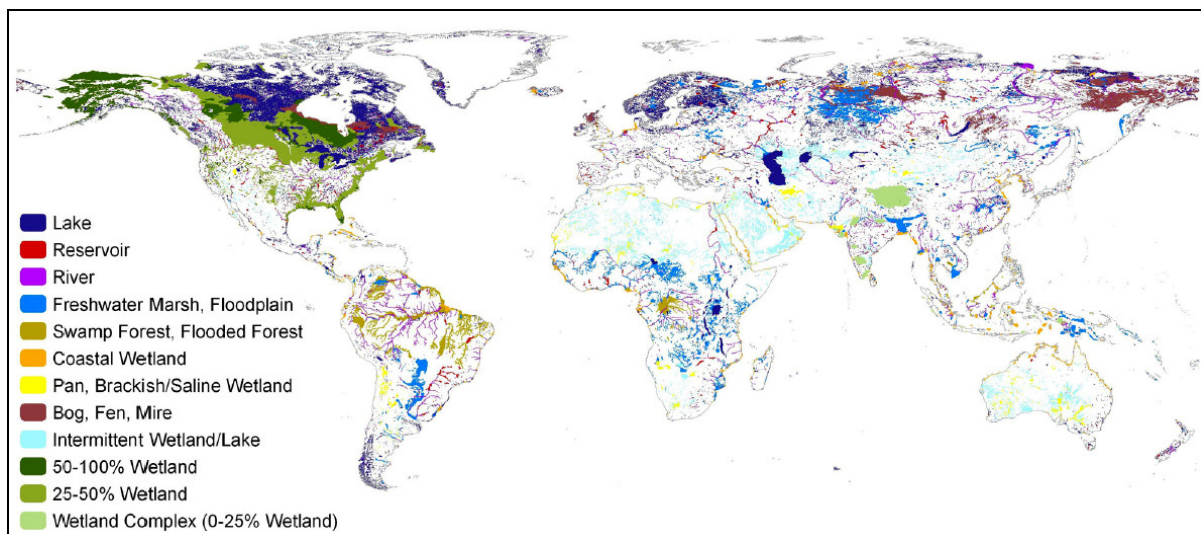 Lake
Reservoir
River
Freshwater Marsh, Floodplain
Swamp Forest, Flooded Forest
Coastal Wetland
Pan, Brackish/Saline Wetland
Bog, Fen, Mire
Intermittent Wetland/Lake
50-100% Wetland
25-50% Wetland
Wetland Complex (0-25% Wetland)